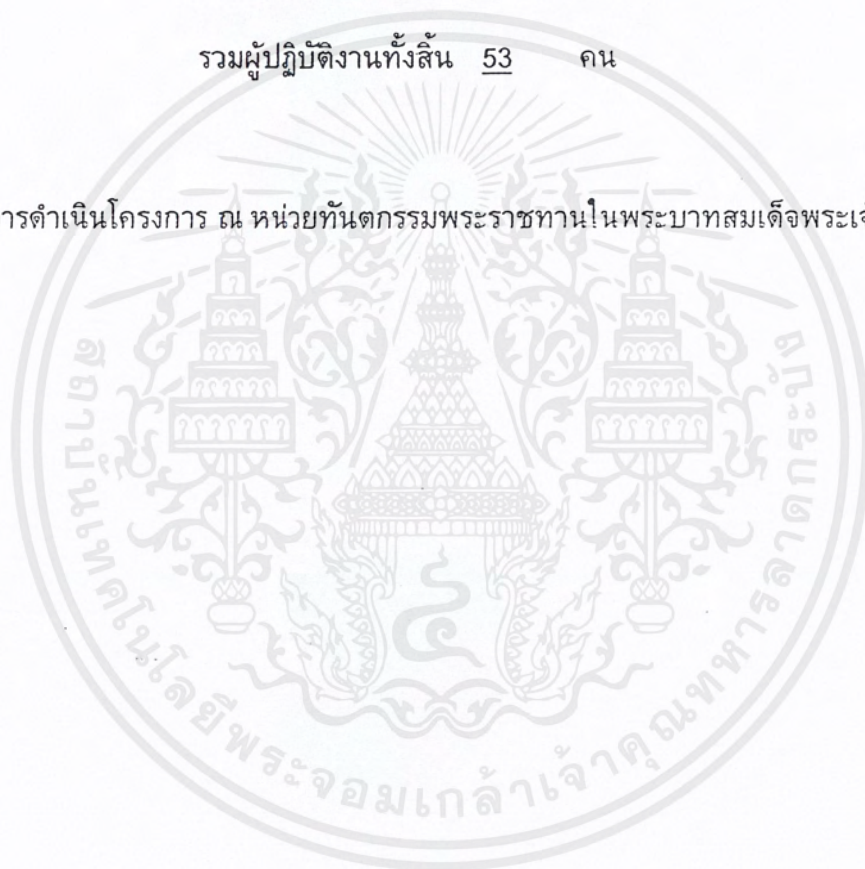 รวมผู้ปฏิบัติงานทั้งสิ้น 53 คน
ารดำเนินโครงการ ณ หน่วยทันตกรรมพระราชทานในพระบาทสมเด็จพระเจ้
สถาบันเทคโนโลยีพระจอมเกล้าเจ้าคุณทหารลาดกระบัง